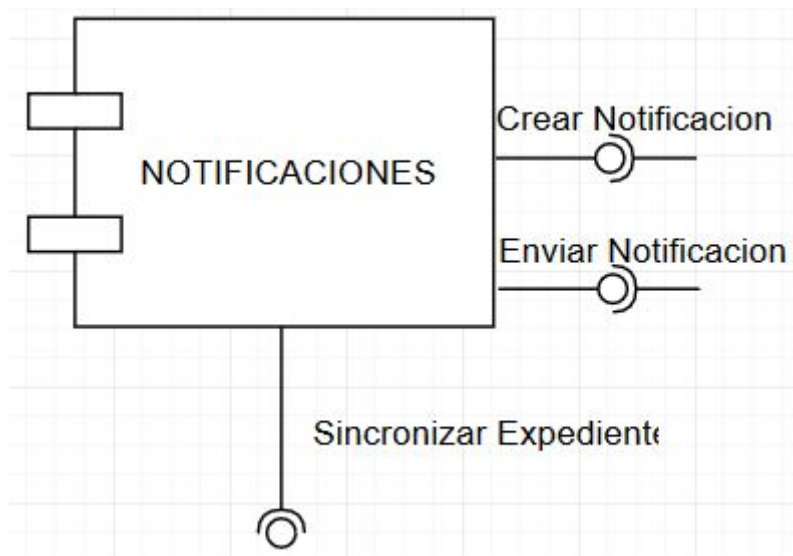 Crear Notificacion
NOTIFICACIONES
Enviar Notificacion
Sincronizar Expediente